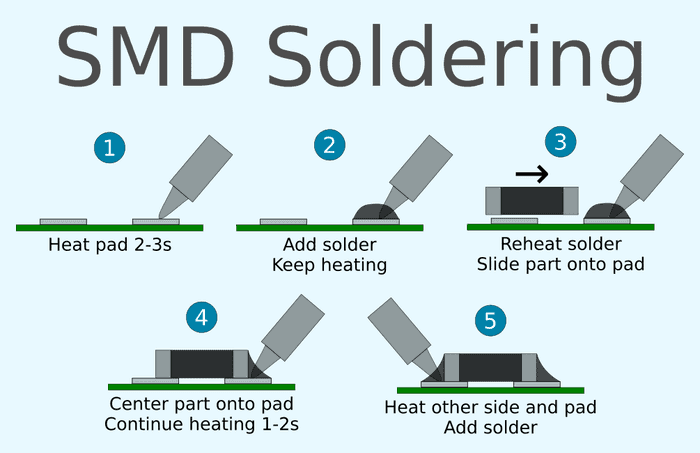 SMD Soldering
1
Heat pad 2-3s
2
Add solder
Keep heating
3
Reheat solder
Slide part onto pad
4
Center part onto pad
Continue heating 1-2s
5
Heat other side and pad
Add solder